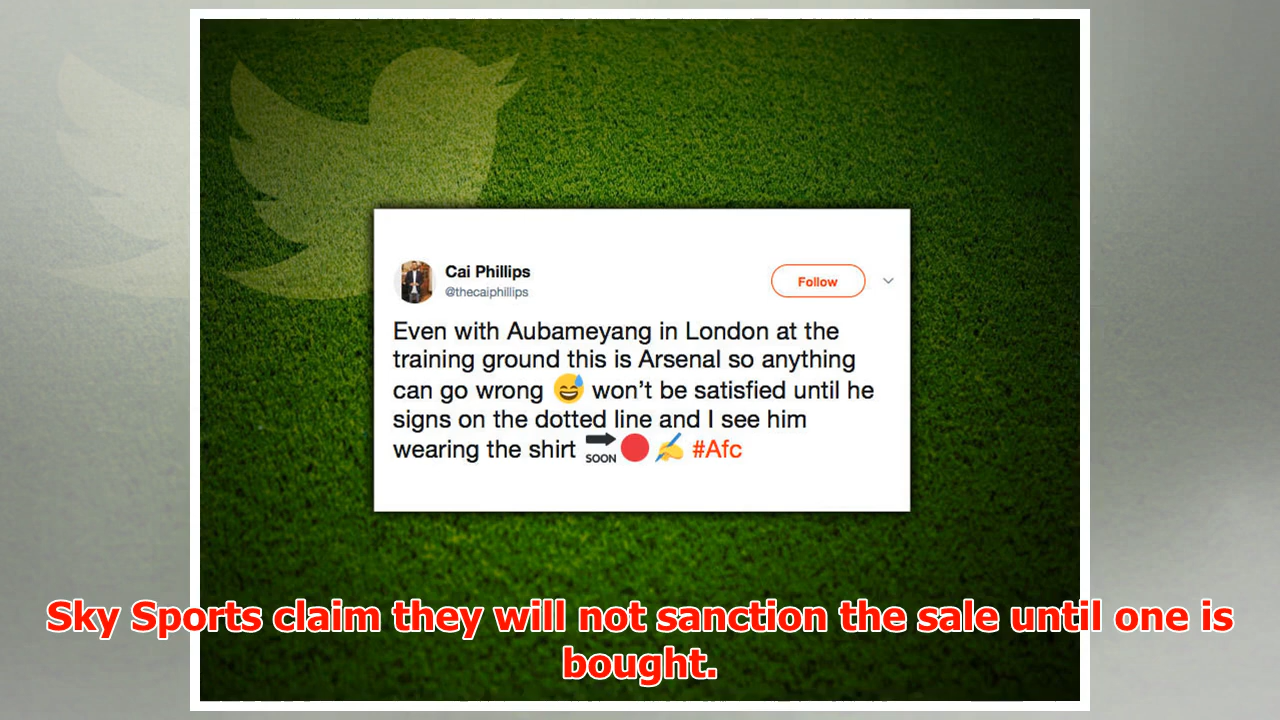 Cai Phillips
@thecaiphillips
Follow
Even with Aubameyang in London at the
training ground this is Arsenal so anything
can go wrong 😅 won't be satisfied until he
signs on the dotted line and I see him
wearing the shirt 🔜🔴✍️ #Afc
Sky Sports claim they will not sanction the sale until one is
bought.